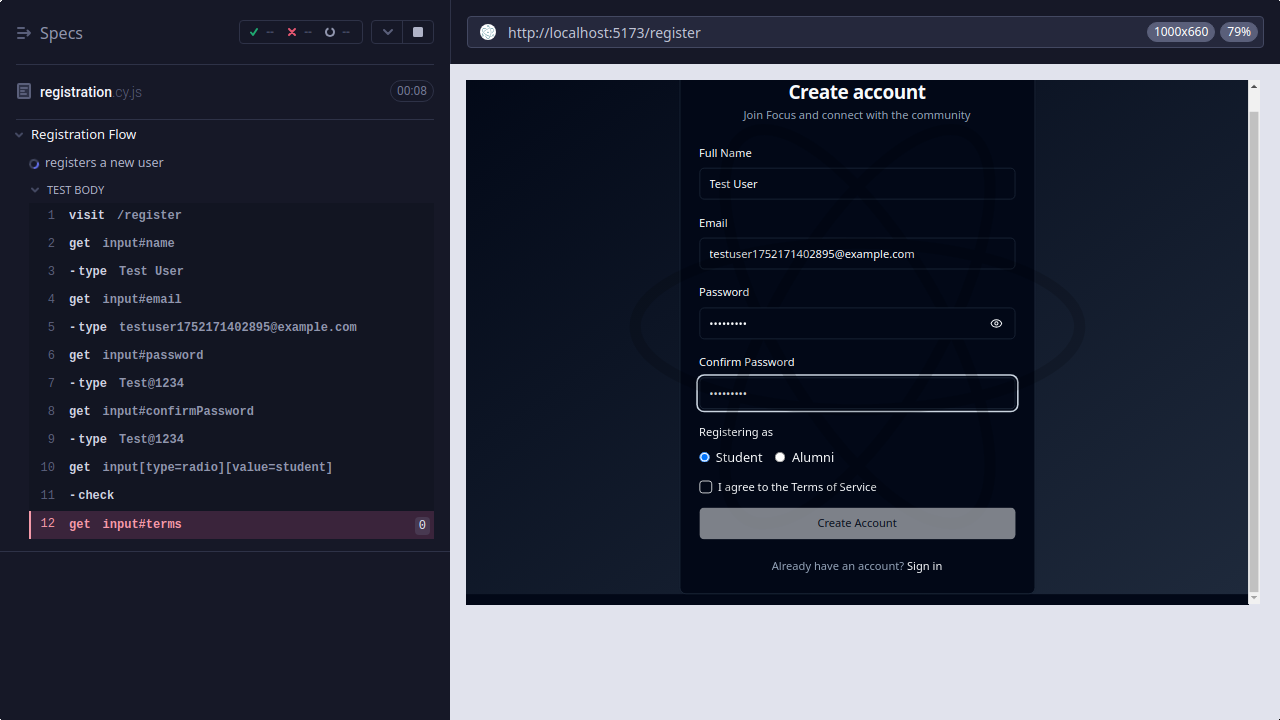 Specs
--
--
--
registration.cy.js
00:08
Registration Flow
registers a new user
TEST BODY
1 visit /register
2 get input#name
3 -type Test User
4 get input#email
5 -type testuser1752171402895@example.com
6 get input#password
7 -type Test@1234
8 get input#confirmPassword
9 -type Test@1234
10 get input[type=radio][value=student]
11 -check
12 get input#terms 0
http://localhost:5173/register
1000x660
79%
Create account
Join Focus and connect with the community
Full Name
Test User
Email
testuser1752171402895@example.com
Password
•••••••••
Confirm Password
•••••••••
Registering as
Student Alumni
I agree to the Terms of Service
Create Account
Already have an account? Sign in